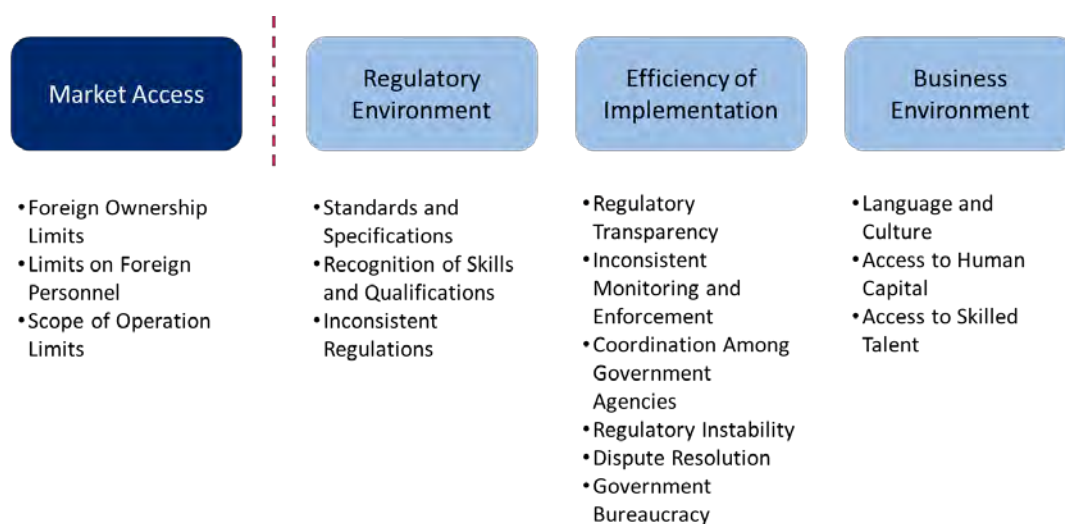 Market Access
• Foreign Ownership
Limits
• Limits on Foreign
Personnel
• Scope of Operation
Limits
Regulatory
Environment
• Standards and
Specifications
• Recognition of Skills
and Qualifications
• Inconsistent
Regulations
Efficiency of
Implementation
• Regulatory
Transparency
• Inconsistent
Monitoring and
Enforcement
• Coordination Among
Government
Agencies
• Regulatory Instability
• Dispute Resolution
• Government
Bureaucracy
Business
Environment
• Language and
Culture
• Access to Human
Capital
• Access to Skilled
Talent